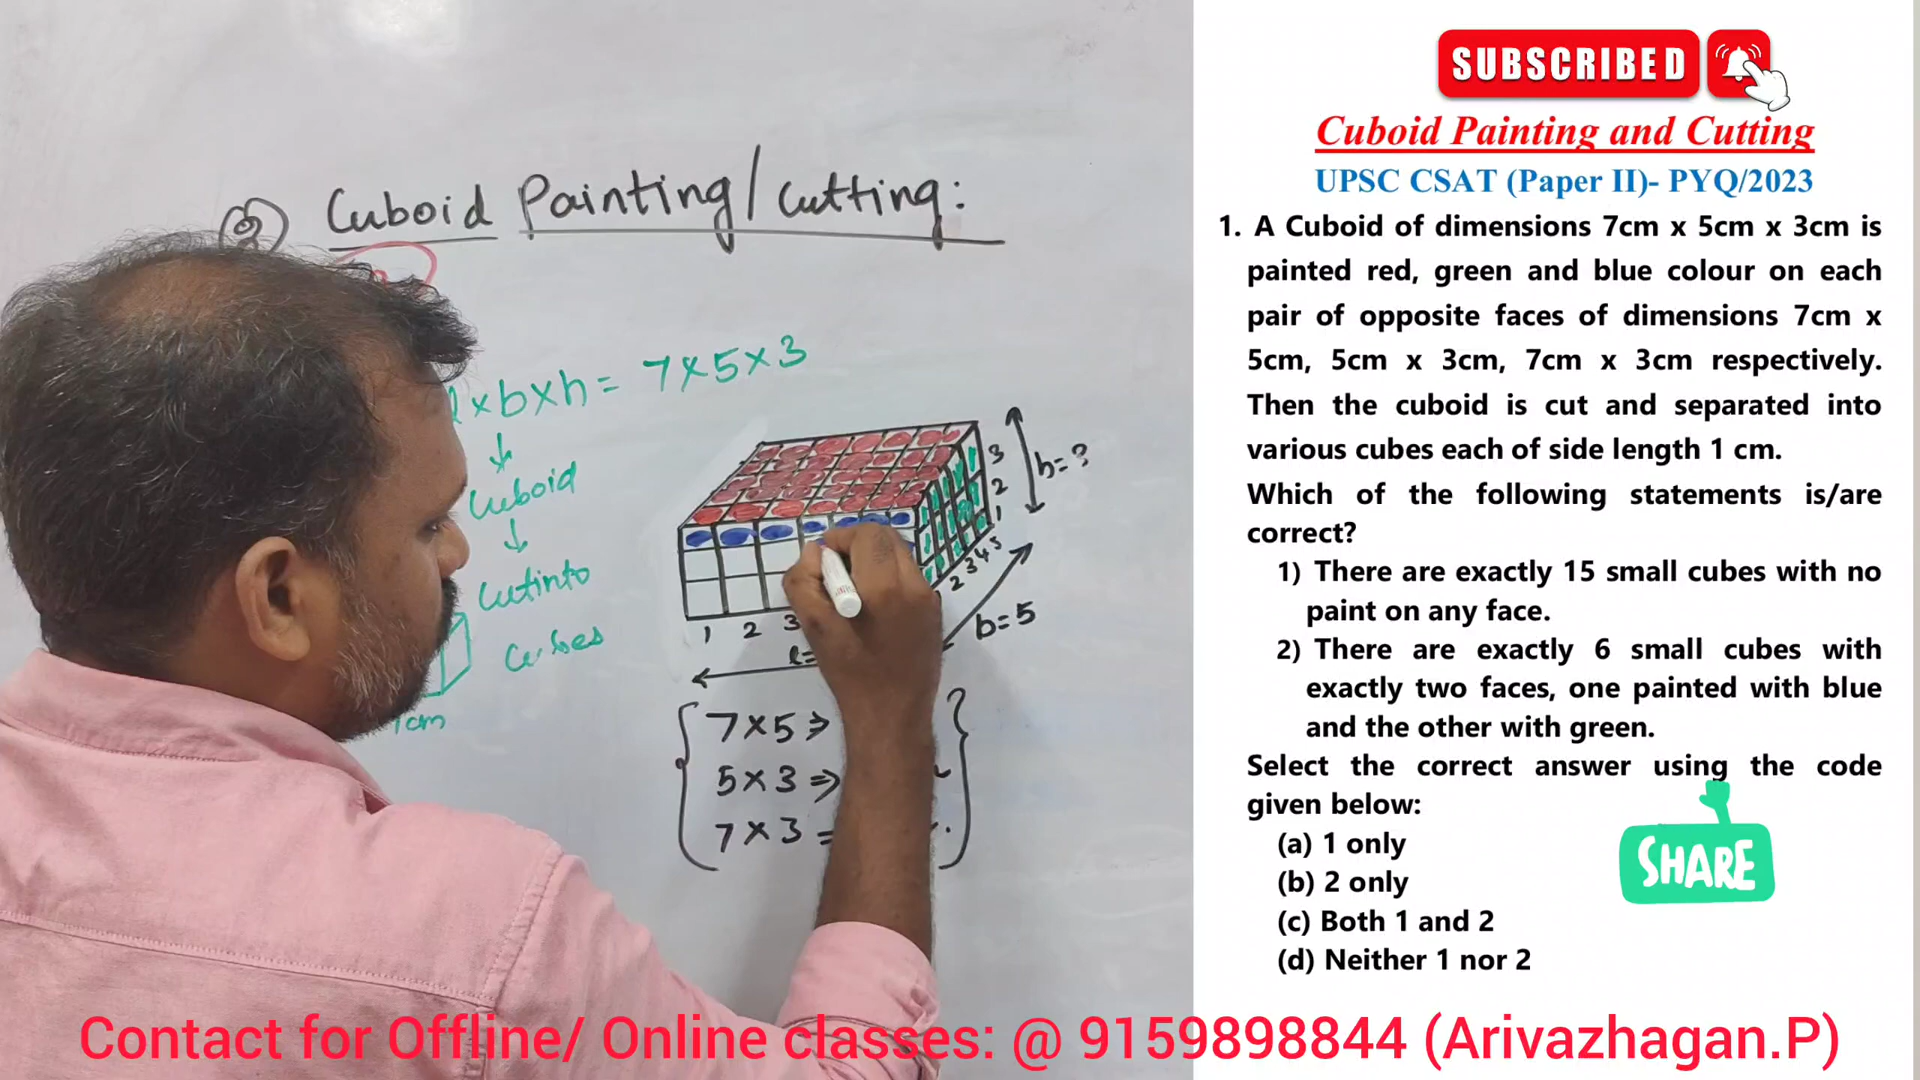 Cuboid Painting/Cutting:
l×b×h = 7×5×3
Cuboid
Cutinto
Cubes
1cm
3
2
1
h=?
1 2 3 4 5
b=5
1 2 3
l=
7×5⇒
5×3⇒
7×3=
SUBSCRIBED
Cuboid Painting and Cutting
UPSC CSAT (Paper II)- PYQ/2023
1. A Cuboid of dimensions 7cm x 5cm x 3cm is
painted red, green and blue colour on each
pair of opposite faces of dimensions 7cm x
5cm, 5cm x 3cm, 7cm x 3cm respectively.
Then the cuboid is cut and separated into
various cubes each of side length 1 cm.
Which of the following statements is/are
correct?
1) There are exactly 15 small cubes with no
paint on any face.
2) There are exactly 6 small cubes with
exactly two faces, one painted with blue
and the other with green.
Select the correct answer using the code
given below:
(a) 1 only
(b) 2 only
(c) Both 1 and 2
(d) Neither 1 nor 2
SHARE
Contact for Offline/ Online classes: @ 9159898844 (Arivazhagan.P)